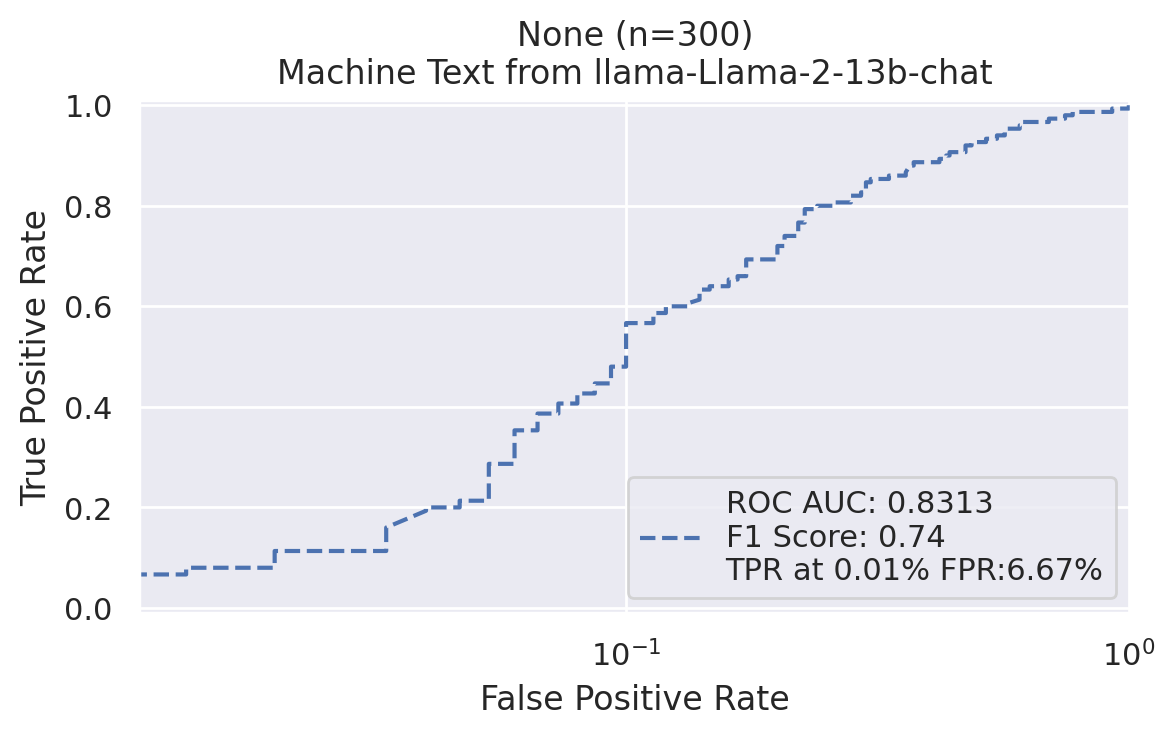 None (n=300)
Machine Text from llama-Llama-2-13b-chat
1.0
0.8
0.6
0.4
0.2
0.0
True Positive Rate
ROC AUC: 0.8313
F1 Score: 0.74
TPR at 0.01% FPR:6.67%
10⁻¹
10⁰
False Positive Rate